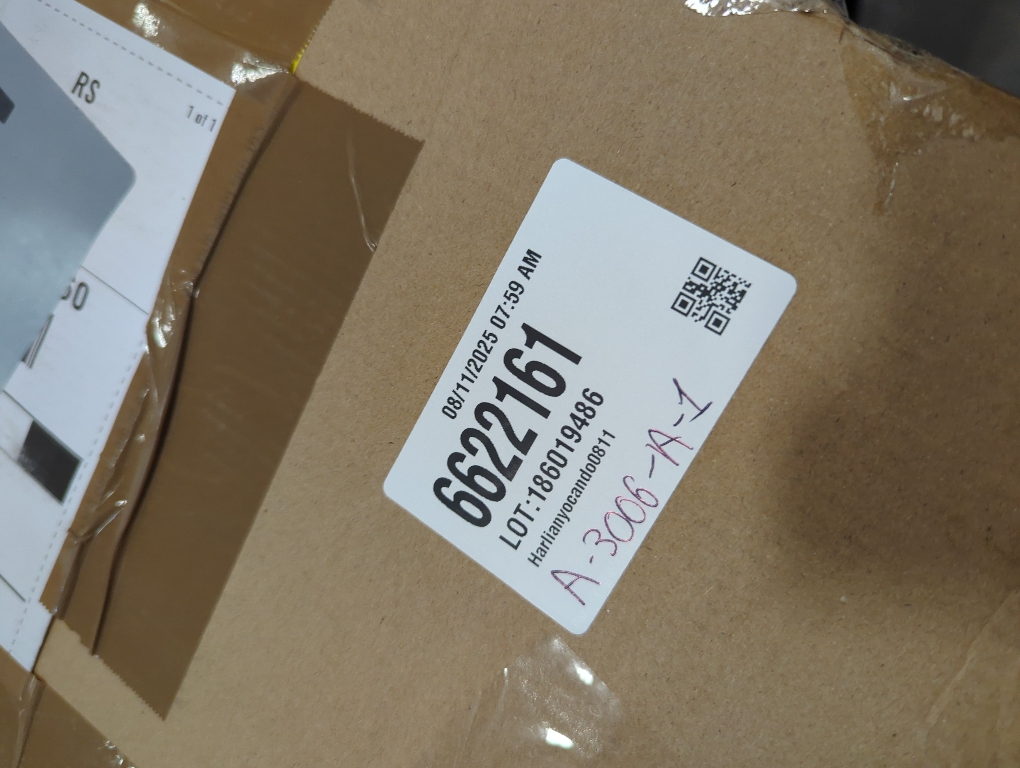 RS
1 of 1
08/11/2025 07:59 AM
6622161
LOT:186019486
Harlianyocando0811
A-3006-A-1